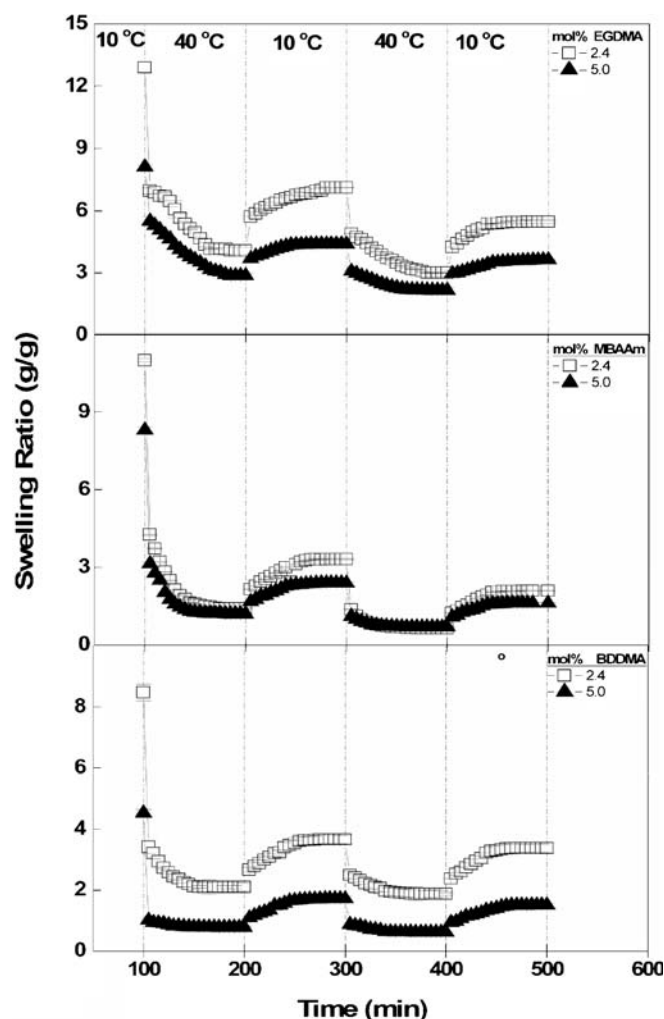 15
10 °C 40 °C 10 °C 40 °C 10 °C
mol% EGDMA
2.4
5.0
12
9
6
3
0
mol% MBAAm
2.4
5.0
9
6
3
0
o
mol% BDDMA
2.4
5.0
8
6
4
2
0
Swelling Ratio (g/g)
100 200 300 400 500 600
Time (min)